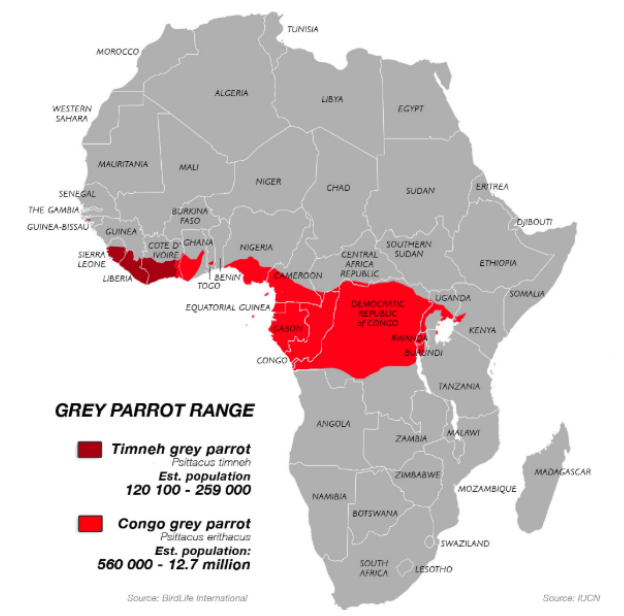 TUNISIA
MOROCCO
ALGERIA
LIBYA
EGYPT
WESTERN
SAHARA
MAURITANIA
MALI
NIGER
CHAD
SUDAN
ERITREA
SENEGAL
THE GAMBIA
GUINEA-BISSAU
GUINEA
BURKINA
FASO
DJIBOUTI
SIERRA
LEONE
LIBERIA
COTE D'
IVOIRE
GHANA
TOGO
BENIN
NIGERIA
CAMEROON
CENTRAL
AFRICA
REPUBLIC
SOUTHERN
SUDAN
ETHIOPIA
SOMALIA
EQUATORIAL GUINEA
GABON
CONGO
DEMOCRATIC
REPUBLIC
of CONGO
UGANDA
KENYA
RWANDA
BURUNDI
TANZANIA
ANGOLA
ZAMBIA
MALAWI
MOZAMBIQUE
ZIMBABWE
MADAGASCAR
NAMIBIA
BOTSWANA
SWAZILAND
LESOTHO
SOUTH
AFRICA
GREY PARROT RANGE
Timneh grey parrot
Psittacus timneh
Est. population
120 100 - 259 000
Congo grey parrot
Psittacus erithacus
Est. population:
560 000 - 12.7 million
Source: BirdLife International
Source: IUCN